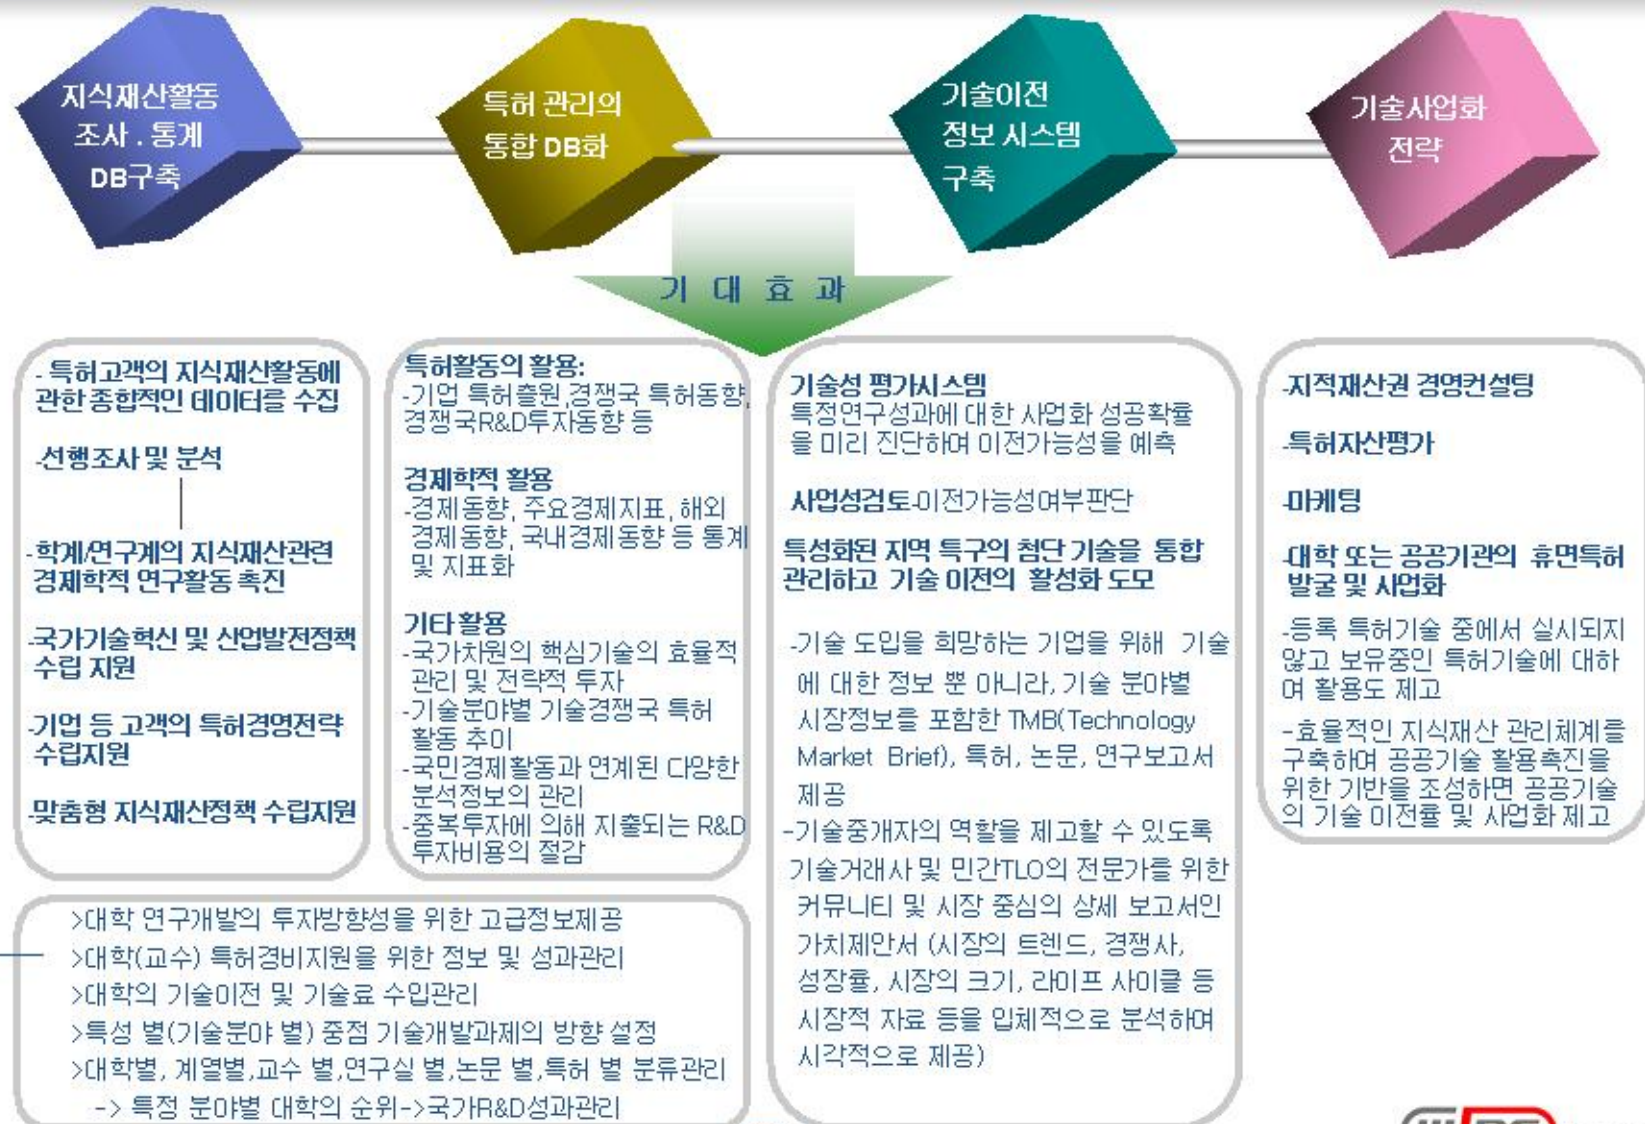 지식재산활동
조사 . 통계
DB구축
특허 관리의
통합 DB화
기술이전
정보 시스템
구축
기술사업화
전략
기 대 효 과
- 특허고객의 지식재산활동에
관한 종합적인 데이터를 수집
-선행조사 및 분석
-학계/연구계의 지식재산관련
경제학적 연구활동 촉진
-국가기술혁신 및 산업발전정책
수립 지원
-기업 등 고객의 특허경영전략
수립지원
-맞춤형 지식재산정책 수립지원
특허활동의 활용:
-기업 특허출원,경쟁국 특허동향,
경쟁국R&D투자동향 등
경제학적 활용
-경제동향, 주요경제지표, 해외
경제동향, 국내경제동향 등 통계
및 지표화
기타 활용
-국가차원의 핵심기술의 효율적
관리 및 전략적 투자
-기술분야별 기술경쟁국 특허
활동 추이
-국민경제활동과 연계된 다양한
분석정보의 관리
-중복투자에 의해 지출되는 R&D
투자비용의 절감
기술성 평가시스템
특정연구성과에 대한 사업화 성공확률
을 미리 진단하며 이전가능성을 예측
사업성검토-이전가능성여부판단
특성화된 지역 특구의 첨단 기술을 통합
관리하고 기술 이전의 활성화 도모
-기술 도입을 희망하는 기업을 위해 기술
에 대한 정보 뿐 아니라, 기술 분야별
시장정보를 포함한 TMB(Technology
Market Brief), 특허, 논문, 연구보고서
제공
-기술중개자의 역할을 제고할 수 있도록
기술거래사 및 민간TLO의 전문가를 위한
커뮤니티 및 시장 중심의 상세 보고서인
가치제안서 (시장의 트렌드, 경쟁사,
성장률, 시장의 크기, 라이프 사이클 등
시장적 자료 등을 입체적으로 분석하며
시각적으로 제공)
-지적재산권 경영컨설팅
-특허자산평가
-마케팅
-대학 또는 공공기관의 휴면특허
발굴 및 사업화
-등록 특허기술 중에서 실시되지
않고 보유중인 특허기술에 대하
여 활용도 제고
-효율적인 지식재산 관리체계를
구축하며 공공기술 활용촉진을
위한 기반을 조성하면 공공기술
의 기술 이전률 및 사업화 제고
>대학 연구개발의 투자방향성을 위한 고급정보제공
>대학(교수) 특허경비지원을 위한 정보 및 성과관리
>대학의 기술이전 및 기술료 수입관리
>특성 별(기술분야 별) 중점 기술개발과제의 방향 설정
>대학별, 계열별,교수 별,연구실 별,논문 별,특허 별 분류관리
-> 특정 분야별 대학의 순위->국가R&D성과관리